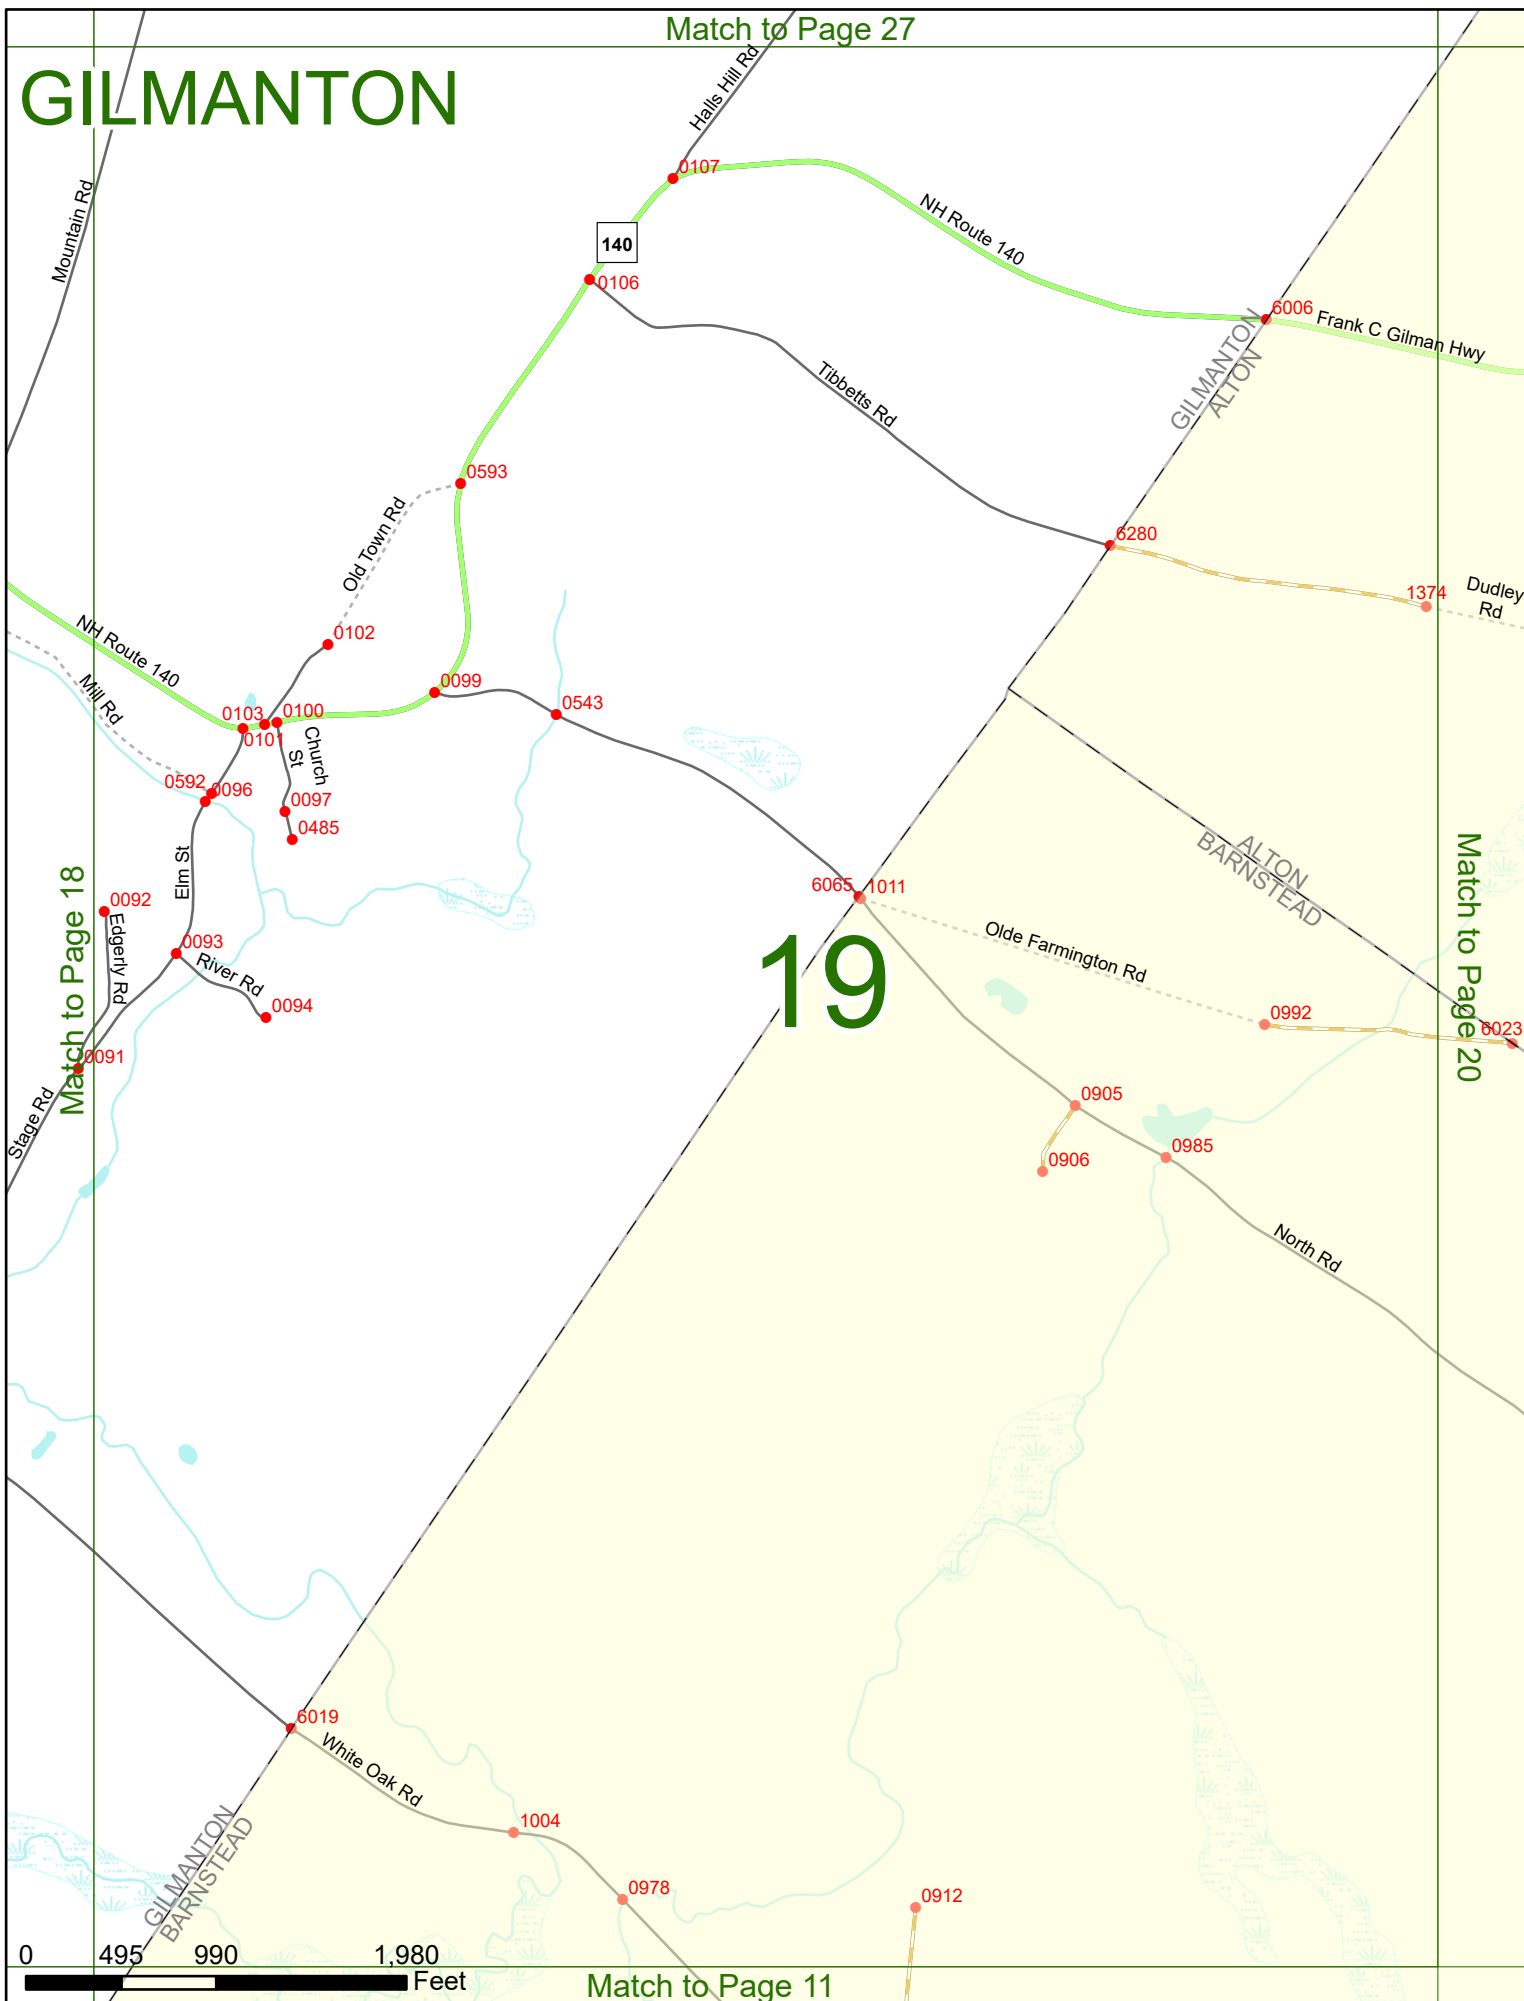 Match to Page 27
GILMANTON
Halls Hill Rd
Mountain Rd
0107
140
NH Route 140
0106
6006
Frank C Gilman Hwy
GILMANTON
ALTON
Tibbetts Rd
0593
Old Town Rd
6280
1374
Dudley
Rd
0102
NH Route 140
Mill Rd
0099
0543
0103
0100
0101
Church
St
0592
0096
0097
0485
Elm St
ALTON
BARNSTEAD
Match to Page 18
Match to Page 20
6065
1011
0092
Edgerly Rd
0093
River Rd
19
Olde Farmington Rd
0094
0992
6023
0091
Stage Rd
0905
0906
0985
North Rd
6019
White Oak Rd
1004
GILMANTON
BARNSTEAD
0978
0912
0 495 990 1,980
Feet
Match to Page 11